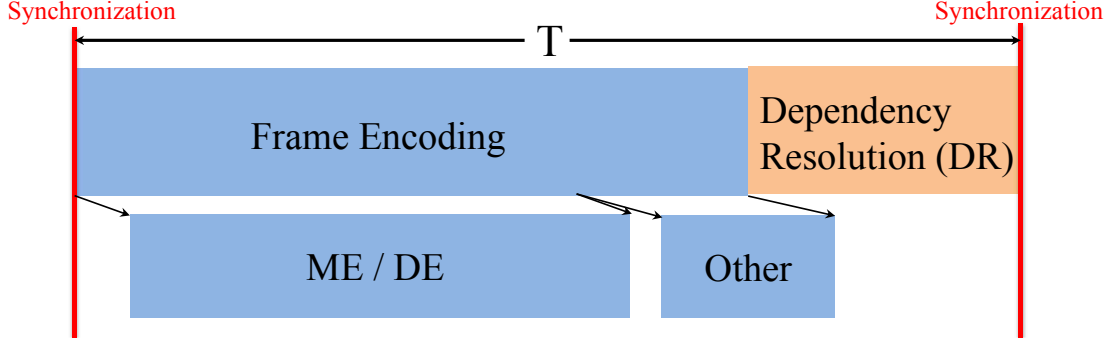 Synchronization
Synchronization
T
Frame Encoding
Dependency
Resolution (DR)
ME / DE
Other